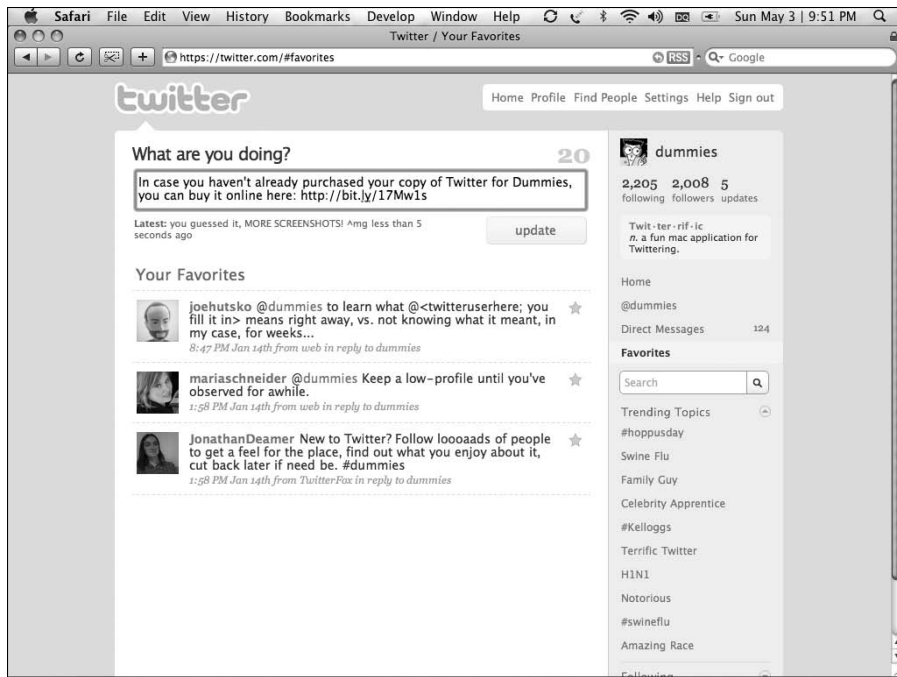 Safari File Edit View History Bookmarks Develop Window Help Sun May 3 | 9:51 PM
Twitter / Your Favorites
https://twitter.com/#favorites RSS Google
twitter
Home Profile Find People Settings Help Sign out
What are you doing? 20
In case you haven't already purchased your copy of Twitter for Dummies,
you can buy it online here: http://bit.ly/17Mw1s
Latest: you guessed it, MORE SCREENSHOTS! ^mg less than 5
seconds ago
update
Your Favorites
joehutsko @dummies to learn what @<twitteruserhere; you
fill it in> means right away, vs. not knowing what it meant, in
my case, for weeks...
8:47 PM Jan 14th from web in reply to dummies
mariaschneider @dummies Keep a low-profile until you've
observed for awhile.
1:58 PM Jan 14th from web in reply to dummies
JonathanDeamer New to Twitter? Follow loooaads of people
to get a feel for the place, find out what you enjoy about it,
cut back later if need be. #dummies
1:58 PM Jan 14th from TwitterFox in reply to dummies
dummies
2,205 2,008 5
following followers updates
Twit·ter·rif·ic
n. a fun mac application for
Twittering.
Home
@dummies
Direct Messages 124
Favorites
Search
Trending Topics
#hoppusday
Swine Flu
Family Guy
Celebrity Apprentice
#Kelloggs
Terrific Twitter
H1N1
Notorious
#swineflu
Amazing Race
Following